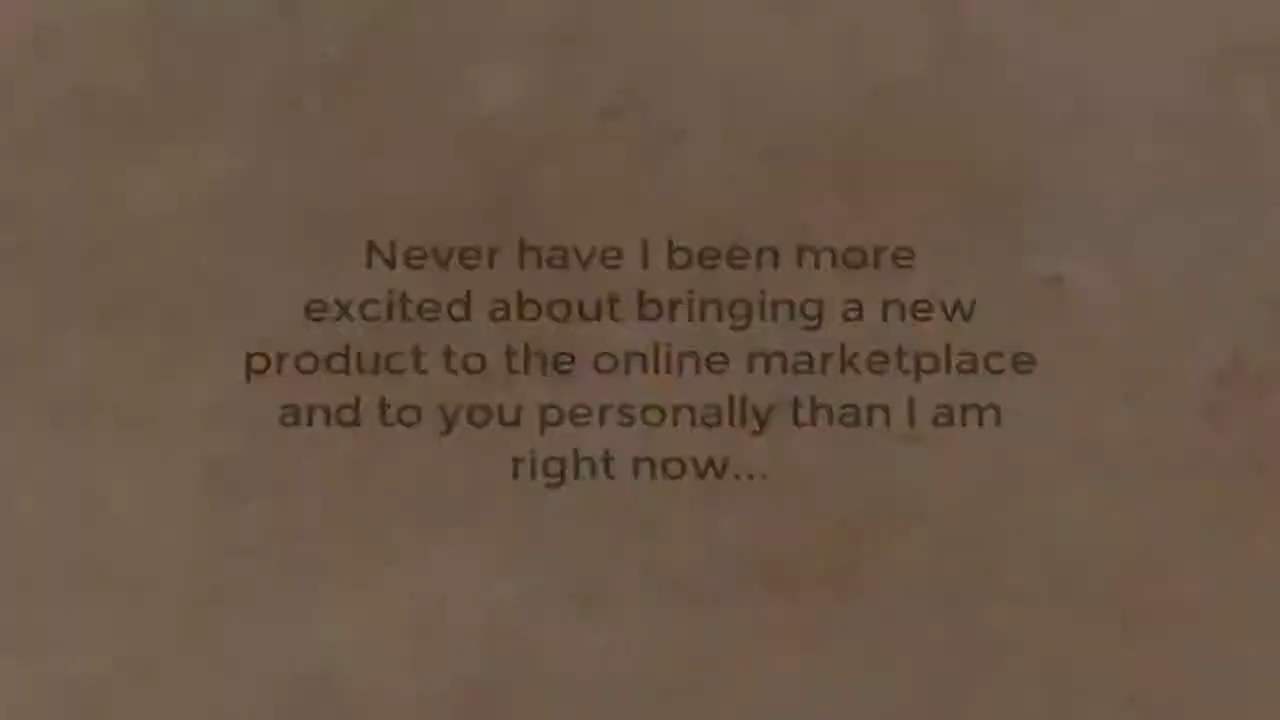 Never have I been more
excited about bringing a new
product to the online marketplace
and to you personally than I am
right now...